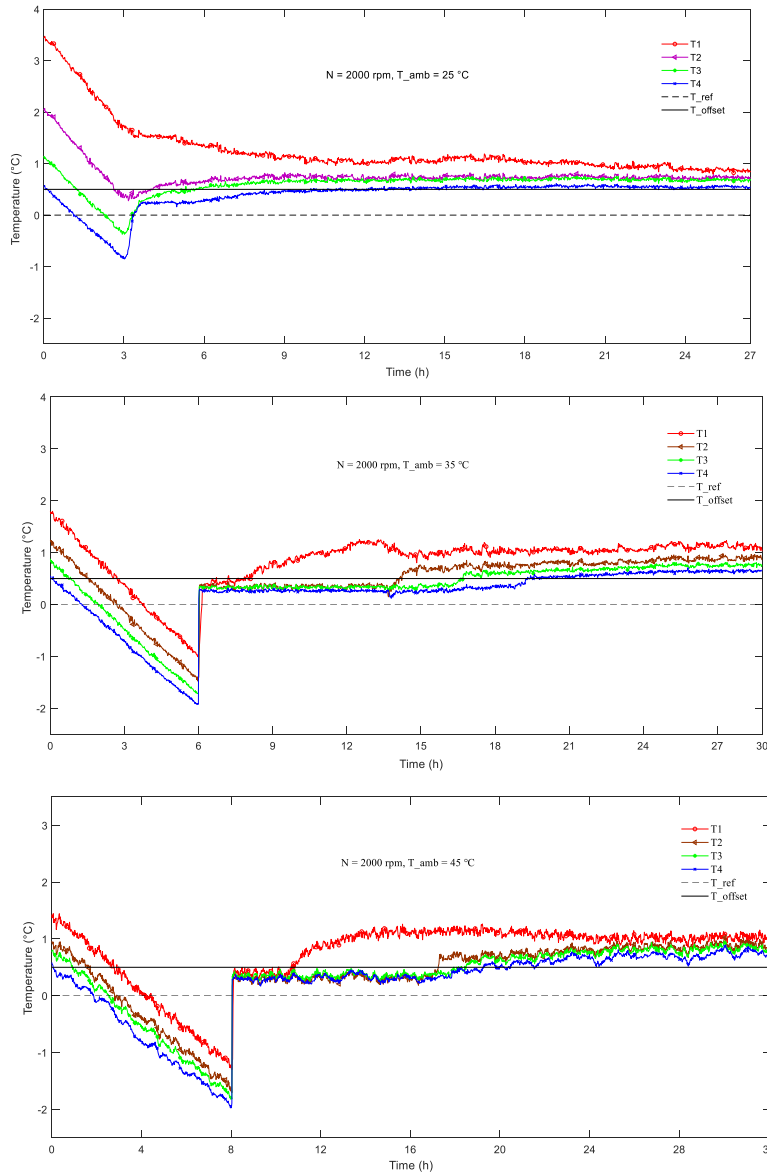 4
3
2
1
0
-1
-2
Temperature (°C)
N = 2000 rpm, T_amb = 25 °C
T1
T2
T3
T4
T_ref
T_offset
0 3 6 9 12 15 18 21 24 27
Time (h)
4
3
2
1
0
-1
-2
Temperature (°C)
N = 2000 rpm, T_amb = 35 °C
T1
T2
T3
T4
T_ref
T_offset
0 3 6 9 12 15 18 21 24 27 30
Time (h)
3
2
1
0
-1
-2
Temperature (°C)
N = 2000 rpm, T_amb = 45 °C
T1
T2
T3
T4
T_ref
T_offset
0 4 8 12 16 20 24 28 3
Time (h)